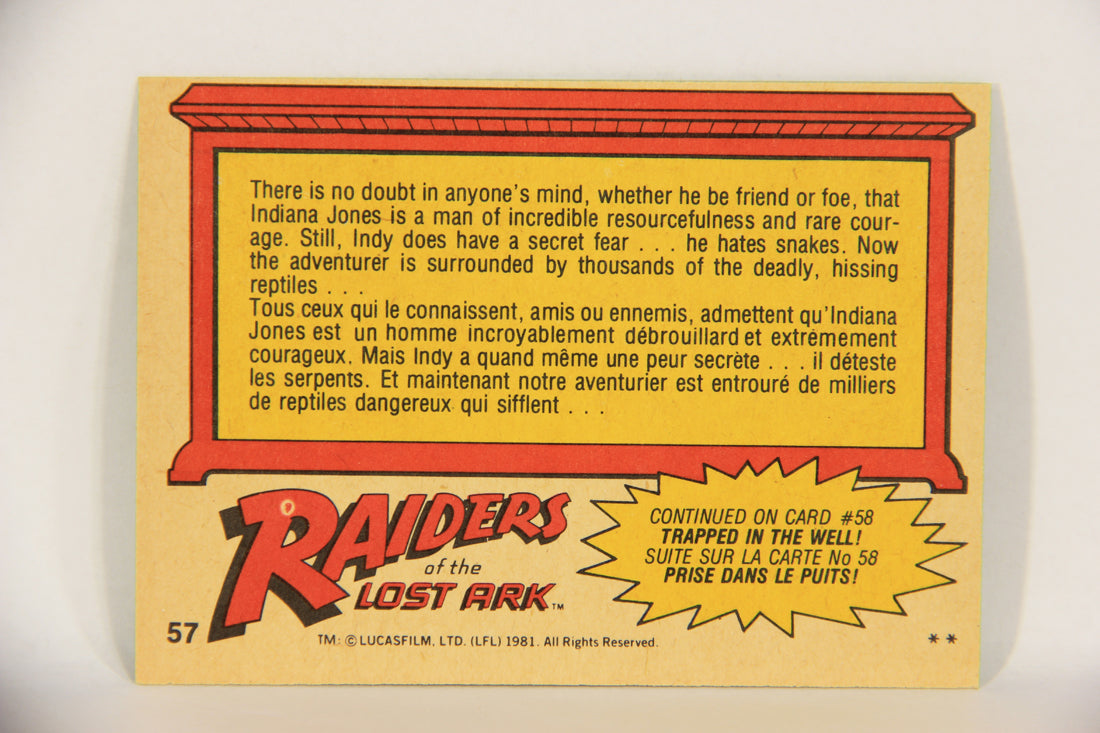 There is no doubt in anyone's mind, whether he be friend or foe, that
Indiana Jones is a man of incredible resourcefulness and rare cour-
age. Still, Indy does have a secret fear . . . he hates snakes. Now
the adventurer is surrounded by thousands of the deadly, hissing
reptiles . . .
Tous ceux qui le connaissent, amis ou ennemis, admettent qu'Indiana
Jones est un homme incroyablement débrouillard et extrêmement
courageux. Mais Indy a quand même une peur secrète . . . il déteste
les serpents. Et maintenant notre aventurier est entouré de milliers
de reptiles dangereux qui sifflent . . .
RAIDERS
of the
LOST ARK™
CONTINUED ON CARD #58
TRAPPED IN THE WELL!
SUITE SUR LA CARTE No 58
PRISE DANS LE PUITS!
57
TM: © LUCASFILM, LTD. (LFL) 1981. All Rights Reserved.
**